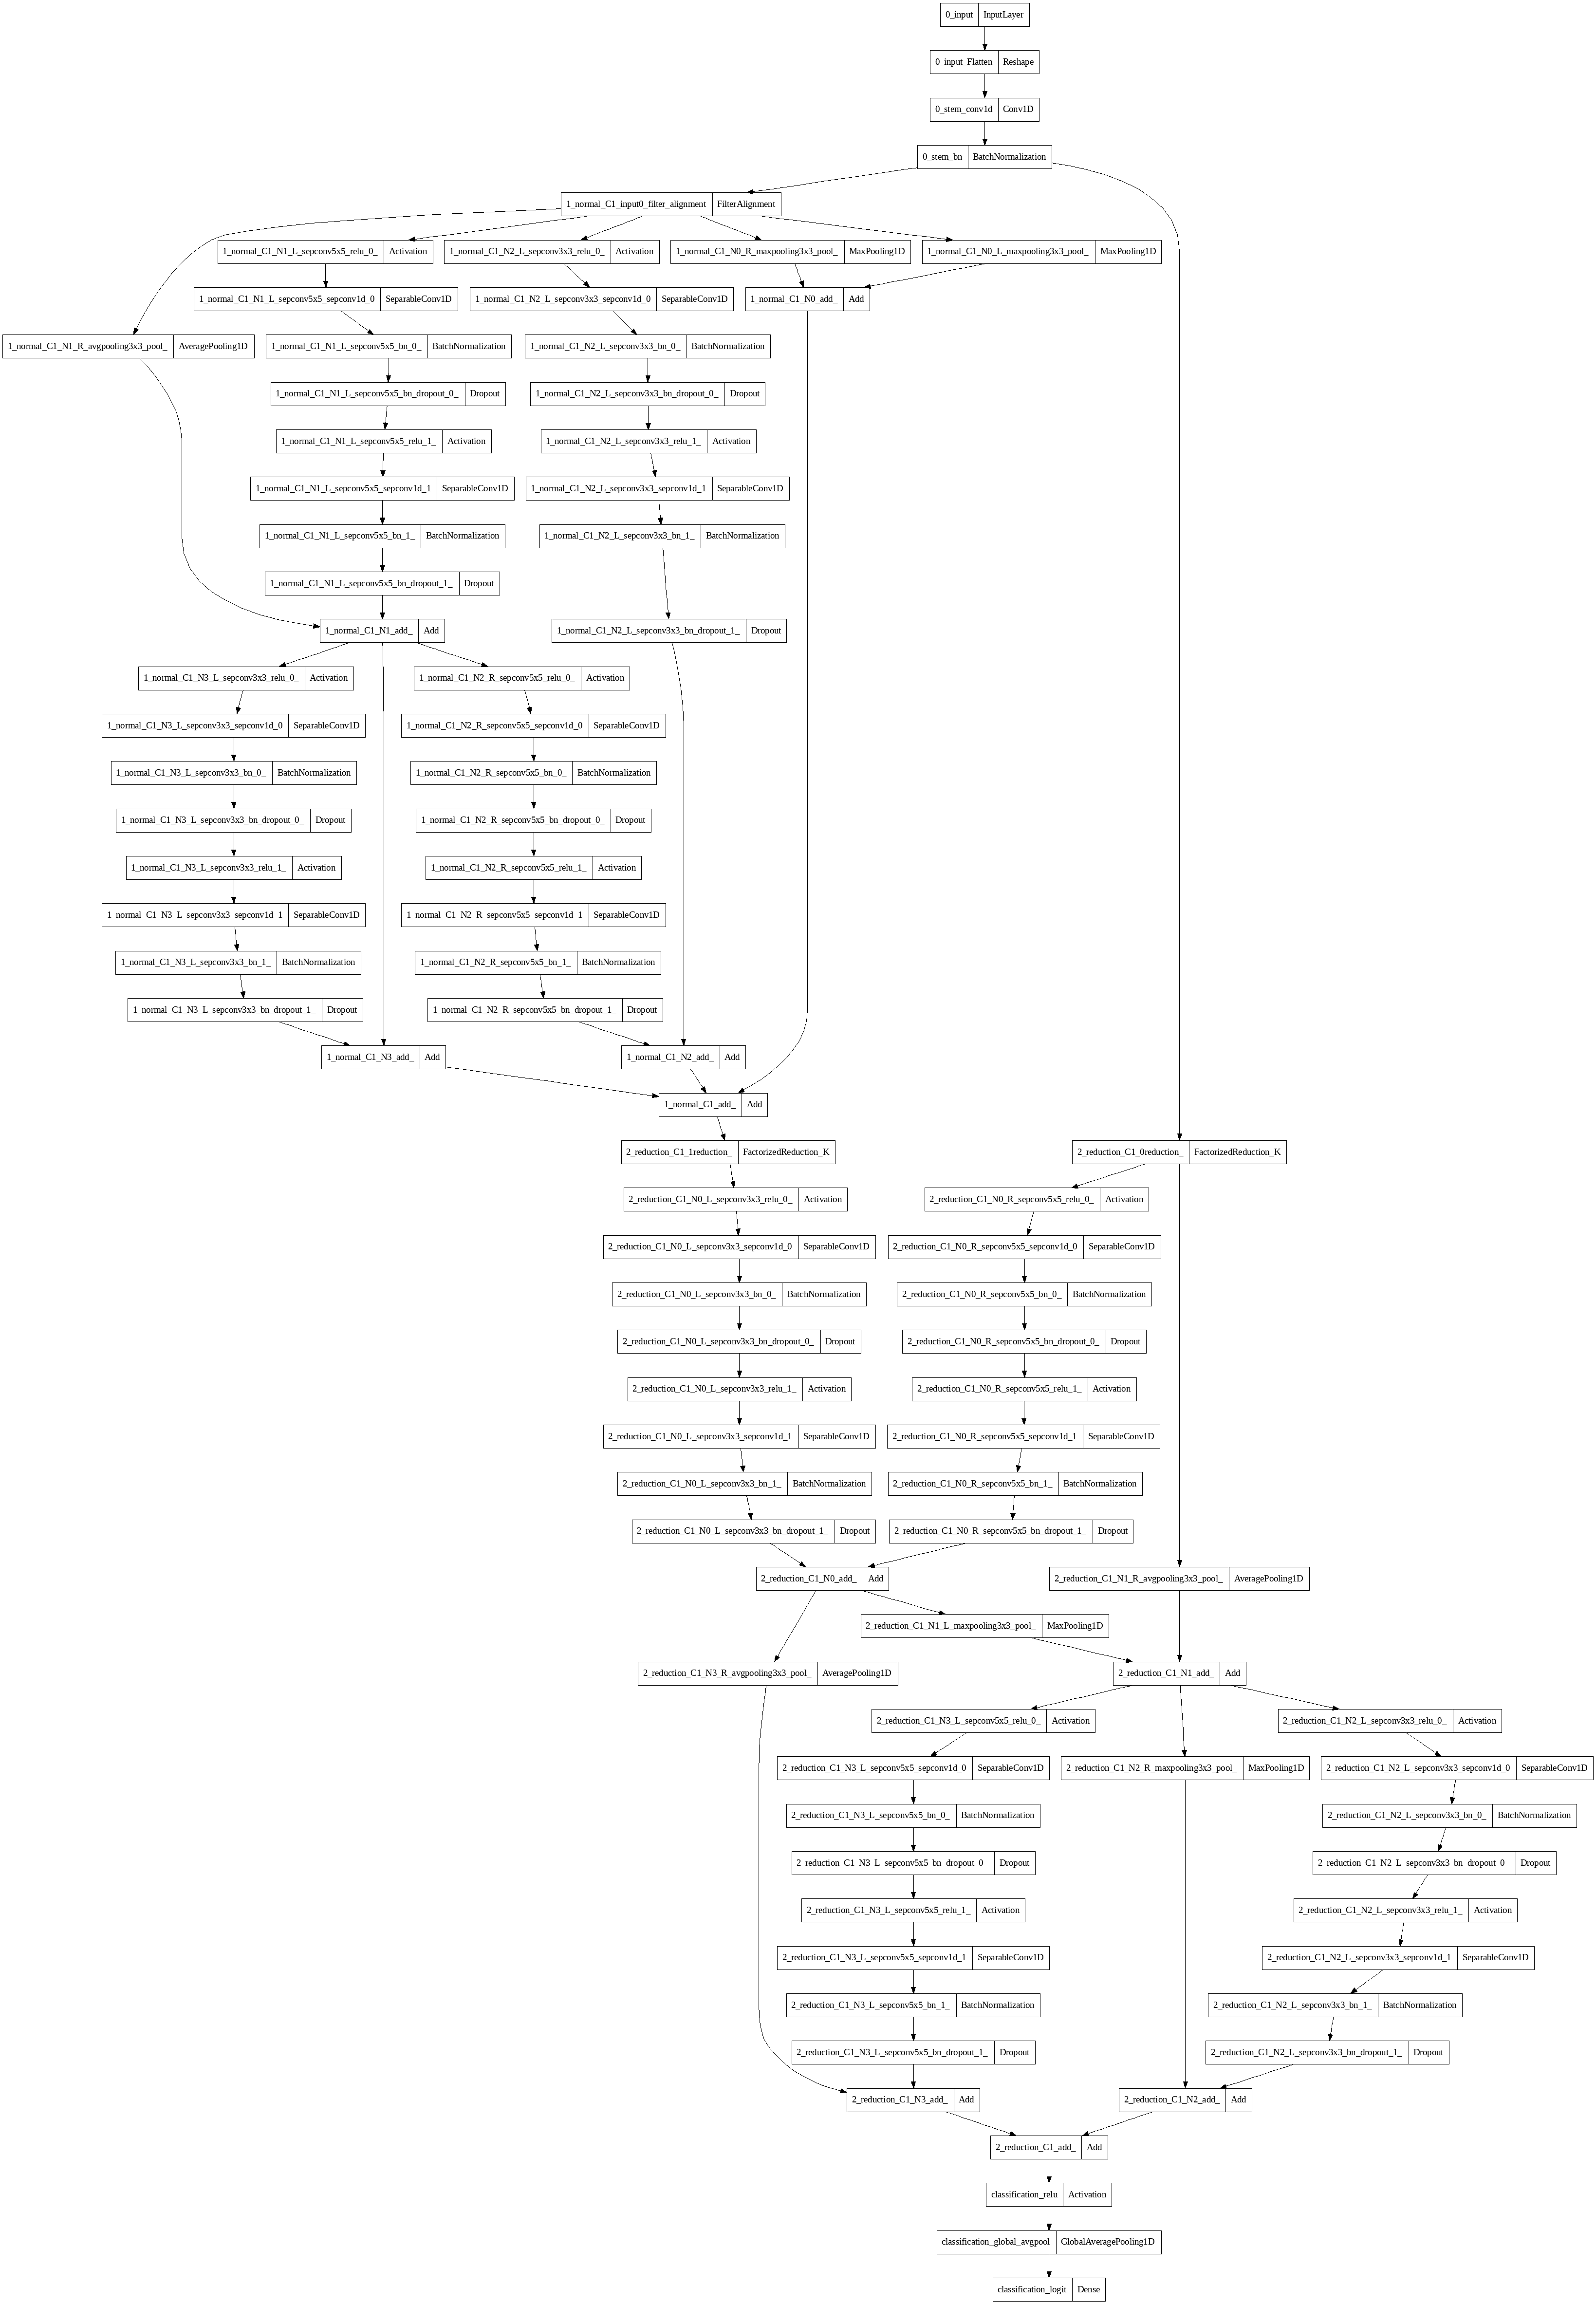 0_input InputLayer
0_input_Flatten Reshape
0_stem_conv1d Conv1D
0_stem_bn BatchNormalization
1_normal_C1_input0_filter_alignment FilterAlignment
1_normal_C1_N1_L_sepconv5x5_relu_0_ Activation 1_normal_C1_N2_L_sepconv3x3_relu_0_ Activation 1_normal_C1_N0_R_maxpooling3x3_pool_ MaxPooling1D 1_normal_C1_N0_L_maxpooling3x3_pool_ MaxPooling1D
1_normal_C1_N1_L_sepconv5x5_sepconv1d_0 SeparableConv1D 1_normal_C1_N2_L_sepconv3x3_sepconv1d_0 SeparableConv1D 1_normal_C1_N0_add_ Add
1_normal_C1_N1_R_avgpooling3x3_pool_ AveragePooling1D 1_normal_C1_N1_L_sepconv5x5_bn_0_ BatchNormalization 1_normal_C1_N2_L_sepconv3x3_bn_0_ BatchNormalization
1_normal_C1_N1_L_sepconv5x5_bn_dropout_0_ Dropout 1_normal_C1_N2_L_sepconv3x3_bn_dropout_0_ Dropout
1_normal_C1_N1_L_sepconv5x5_relu_1_ Activation 1_normal_C1_N2_L_sepconv3x3_relu_1_ Activation
1_normal_C1_N1_L_sepconv5x5_sepconv1d_1 SeparableConv1D 1_normal_C1_N2_L_sepconv3x3_sepconv1d_1 SeparableConv1D
1_normal_C1_N1_L_sepconv5x5_bn_1_ BatchNormalization 1_normal_C1_N2_L_sepconv3x3_bn_1_ BatchNormalization
1_normal_C1_N1_L_sepconv5x5_bn_dropout_1_ Dropout
1_normal_C1_N1_add_ Add 1_normal_C1_N2_L_sepconv3x3_bn_dropout_1_ Dropout
1_normal_C1_N3_L_sepconv3x3_relu_0_ Activation 1_normal_C1_N2_R_sepconv5x5_relu_0_ Activation
1_normal_C1_N3_L_sepconv3x3_sepconv1d_0 SeparableConv1D 1_normal_C1_N2_R_sepconv5x5_sepconv1d_0 SeparableConv1D
1_normal_C1_N3_L_sepconv3x3_bn_0_ BatchNormalization 1_normal_C1_N2_R_sepconv5x5_bn_0_ BatchNormalization
1_normal_C1_N3_L_sepconv3x3_bn_dropout_0_ Dropout 1_normal_C1_N2_R_sepconv5x5_bn_dropout_0_ Dropout
1_normal_C1_N3_L_sepconv3x3_relu_1_ Activation 1_normal_C1_N2_R_sepconv5x5_relu_1_ Activation
1_normal_C1_N3_L_sepconv3x3_sepconv1d_1 SeparableConv1D 1_normal_C1_N2_R_sepconv5x5_sepconv1d_1 SeparableConv1D
1_normal_C1_N3_L_sepconv3x3_bn_1_ BatchNormalization 1_normal_C1_N2_R_sepconv5x5_bn_1_ BatchNormalization
1_normal_C1_N3_L_sepconv3x3_bn_dropout_1_ Dropout 1_normal_C1_N2_R_sepconv5x5_bn_dropout_1_ Dropout
1_normal_C1_N3_add_ Add 1_normal_C1_N2_add_ Add
1_normal_C1_add_ Add
2_reduction_C1_1reduction_ FactorizedReduction_K 2_reduction_C1_0reduction_ FactorizedReduction_K
2_reduction_C1_N0_L_sepconv3x3_relu_0_ Activation 2_reduction_C1_N0_R_sepconv5x5_relu_0_ Activation
2_reduction_C1_N0_L_sepconv3x3_sepconv1d_0 SeparableConv1D 2_reduction_C1_N0_R_sepconv5x5_sepconv1d_0 SeparableConv1D
2_reduction_C1_N0_L_sepconv3x3_bn_0_ BatchNormalization 2_reduction_C1_N0_R_sepconv5x5_bn_0_ BatchNormalization
2_reduction_C1_N0_L_sepconv3x3_bn_dropout_0_ Dropout 2_reduction_C1_N0_R_sepconv5x5_bn_dropout_0_ Dropout
2_reduction_C1_N0_L_sepconv3x3_relu_1_ Activation 2_reduction_C1_N0_R_sepconv5x5_relu_1_ Activation
2_reduction_C1_N0_L_sepconv3x3_sepconv1d_1 SeparableConv1D 2_reduction_C1_N0_R_sepconv5x5_sepconv1d_1 SeparableConv1D
2_reduction_C1_N0_L_sepconv3x3_bn_1_ BatchNormalization 2_reduction_C1_N0_R_sepconv5x5_bn_1_ BatchNormalization
2_reduction_C1_N0_L_sepconv3x3_bn_dropout_1_ Dropout 2_reduction_C1_N0_R_sepconv5x5_bn_dropout_1_ Dropout
2_reduction_C1_N0_add_ Add 2_reduction_C1_N1_R_avgpooling3x3_pool_ AveragePooling1D
2_reduction_C1_N1_L_maxpooling3x3_pool_ MaxPooling1D
2_reduction_C1_N3_R_avgpooling3x3_pool_ AveragePooling1D 2_reduction_C1_N1_add_ Add
2_reduction_C1_N3_L_sepconv5x5_relu_0_ Activation 2_reduction_C1_N2_L_sepconv3x3_relu_0_ Activation
2_reduction_C1_N3_L_sepconv5x5_sepconv1d_0 SeparableConv1D 2_reduction_C1_N2_R_maxpooling3x3_pool_ MaxPooling1D 2_reduction_C1_N2_L_sepconv3x3_sepconv1d_0 SeparableConv1D
2_reduction_C1_N3_L_sepconv5x5_bn_0_ BatchNormalization 2_reduction_C1_N2_L_sepconv3x3_bn_0_ BatchNormalization
2_reduction_C1_N3_L_sepconv5x5_bn_dropout_0_ Dropout 2_reduction_C1_N2_L_sepconv3x3_bn_dropout_0_ Dropout
2_reduction_C1_N3_L_sepconv5x5_relu_1_ Activation 2_reduction_C1_N2_L_sepconv3x3_relu_1_ Activation
2_reduction_C1_N3_L_sepconv5x5_sepconv1d_1 SeparableConv1D 2_reduction_C1_N2_L_sepconv3x3_sepconv1d_1 SeparableConv1D
2_reduction_C1_N3_L_sepconv5x5_bn_1_ BatchNormalization 2_reduction_C1_N2_L_sepconv3x3_bn_1_ BatchNormalization
2_reduction_C1_N3_L_sepconv5x5_bn_dropout_1_ Dropout 2_reduction_C1_N2_L_sepconv3x3_bn_dropout_1_ Dropout
2_reduction_C1_N3_add_ Add 2_reduction_C1_N2_add_ Add
2_reduction_C1_add_ Add
classification_relu Activation
classification_global_avgpool GlobalAveragePooling1D
classification_logit Dense